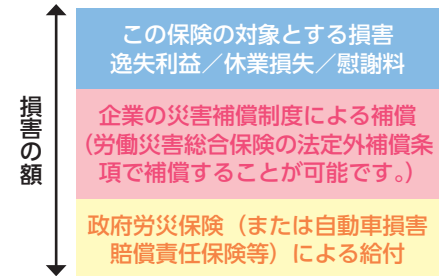 損害の額
この保険の対象とする損害
逸失利益／休業損失／慰謝料
企業の災害補償制度による補償
（労働災害総合保険の法定外補償条
項で補償することが可能です。）
政府労災保険（または自動車損害
賠償責任保険等）による給付